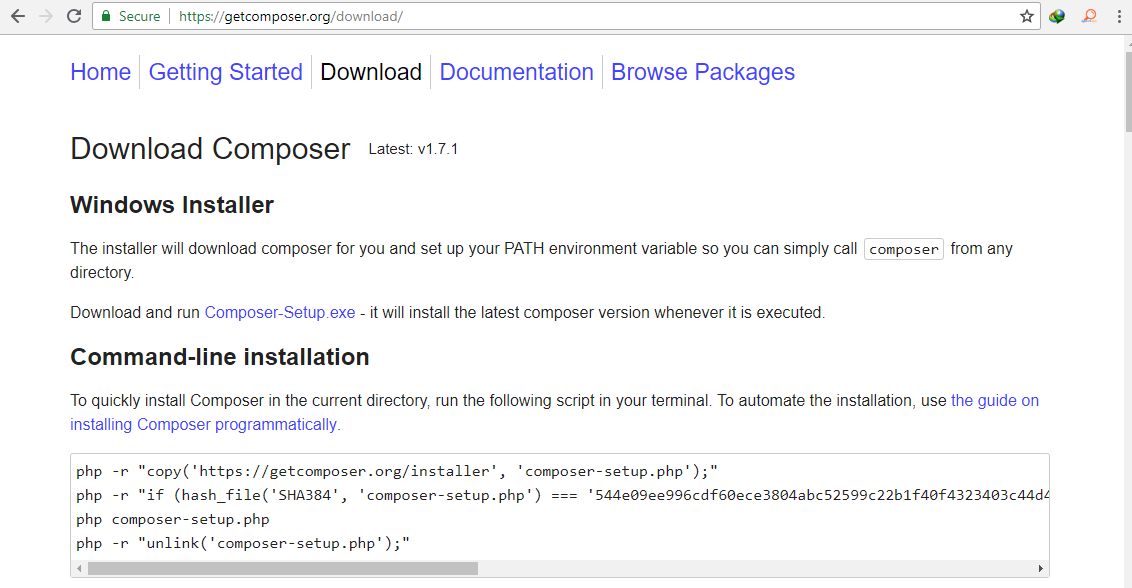 Secure https://getcomposer.org/download/
Home Getting Started Download Documentation Browse Packages
Download Composer Latest: v1.7.1
Windows Installer
The installer will download composer for you and set up your PATH environment variable so you can simply call composer from any
directory.
Download and run Composer-Setup.exe - it will install the latest composer version whenever it is executed.
Command-line installation
To quickly install Composer in the current directory, run the following script in your terminal. To automate the installation, use the guide on
installing Composer programmatically.
php -r "copy('https://getcomposer.org/installer', 'composer-setup.php');"
php -r "if (hash_file('SHA384', 'composer-setup.php') === '544e09ee996cdf60ece3804abc52599c22b1f40f4323403c44d4
php composer-setup.php
php -r "unlink('composer-setup.php');"